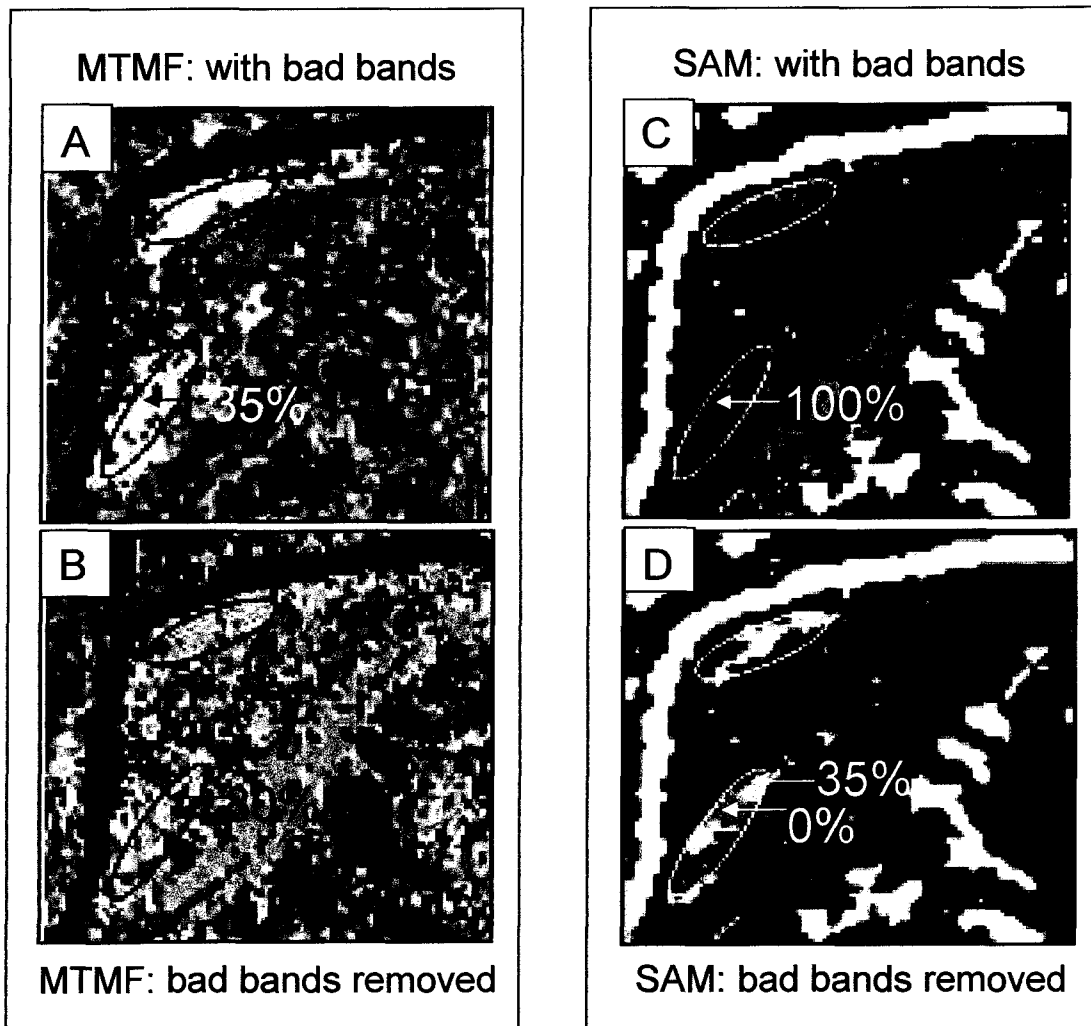 MTMF: with bad bands
A
35%
B
MTMF: bad bands removed
SAM: with bad bands
C
100%
D
35%
0%
SAM: bad bands removed